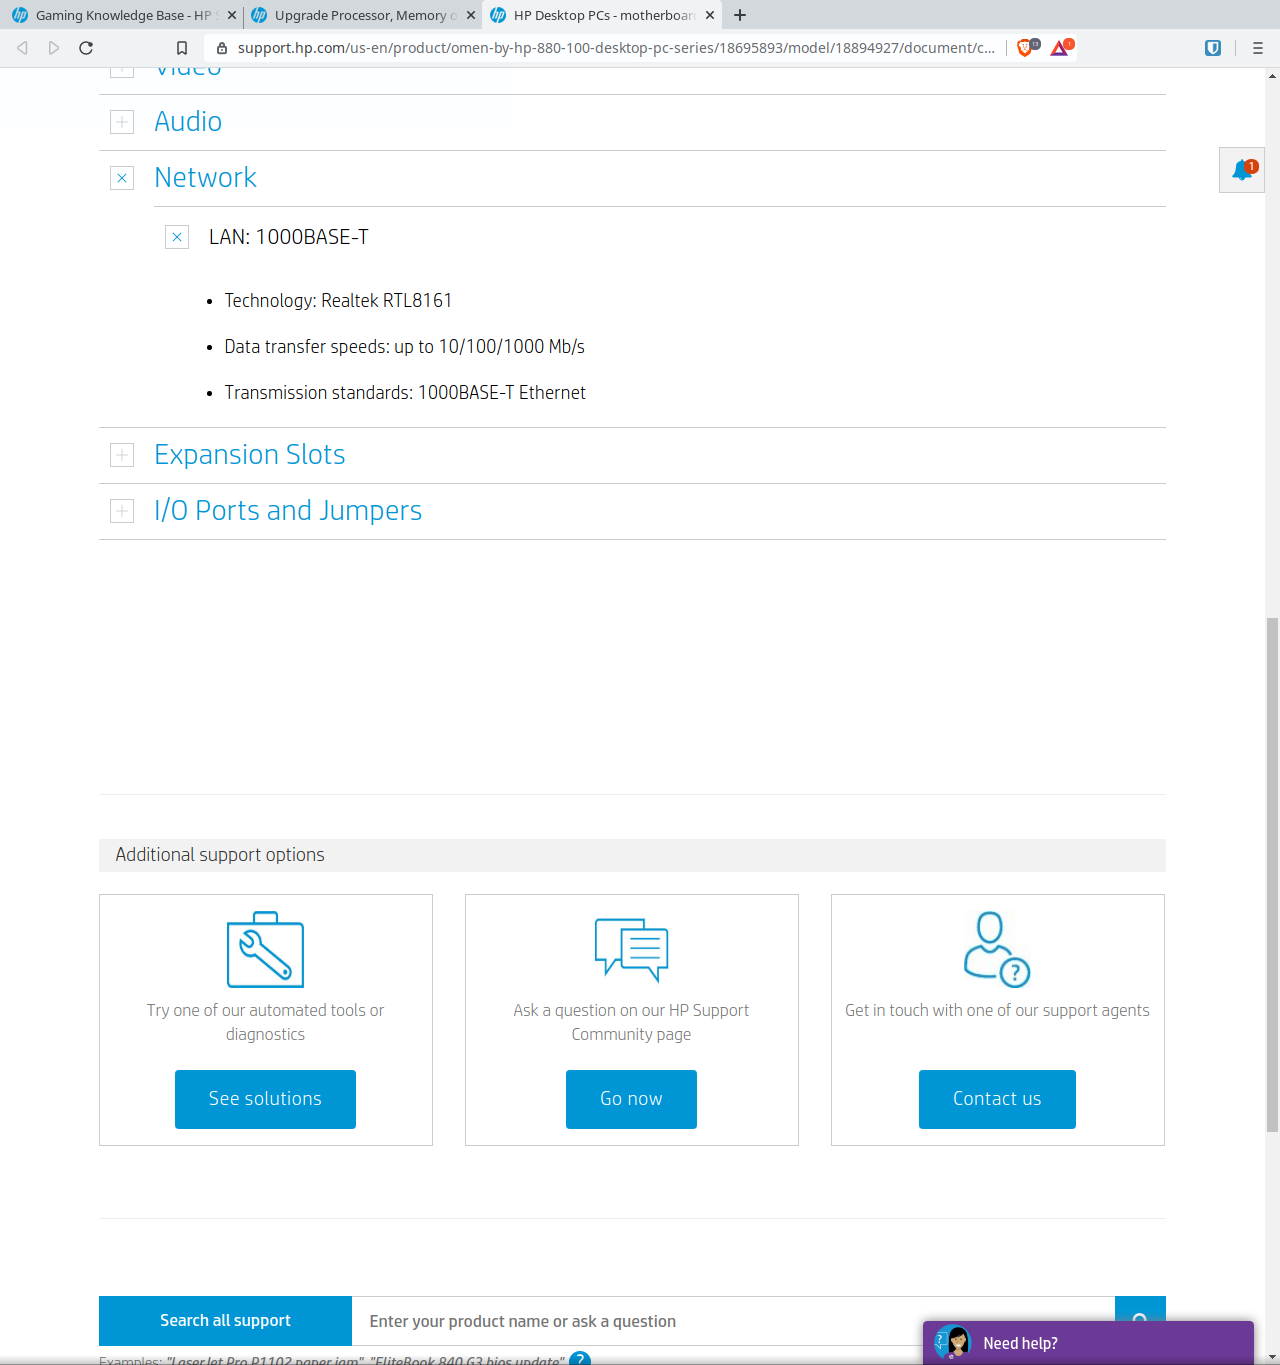 Gaming Knowledge Base - HP S
Upgrade Processor, Memory o
HP Desktop PCs - motherboar
support.hp.com/us-en/product/omen-by-hp-880-100-desktop-pc-series/18695893/model/18894927/document/c...
13
1
Video
Audio
Network
1
LAN: 1000BASE-T
• Technology: Realtek RTL8161
• Data transfer speeds: up to 10/100/1000 Mb/s
• Transmission standards: 1000BASE-T Ethernet
Expansion Slots
I/O Ports and Jumpers
Additional support options
Try one of our automated tools or
diagnostics
See solutions
Ask a question on our HP Support
Community page
Go now
Get in touch with one of our support agents
Contact us
Search all support
Enter your product name or ask a question
Need help?
Examples: "LaserJet Pro P1102 paper jam", "EliteBook 840 G3 bios update" ?